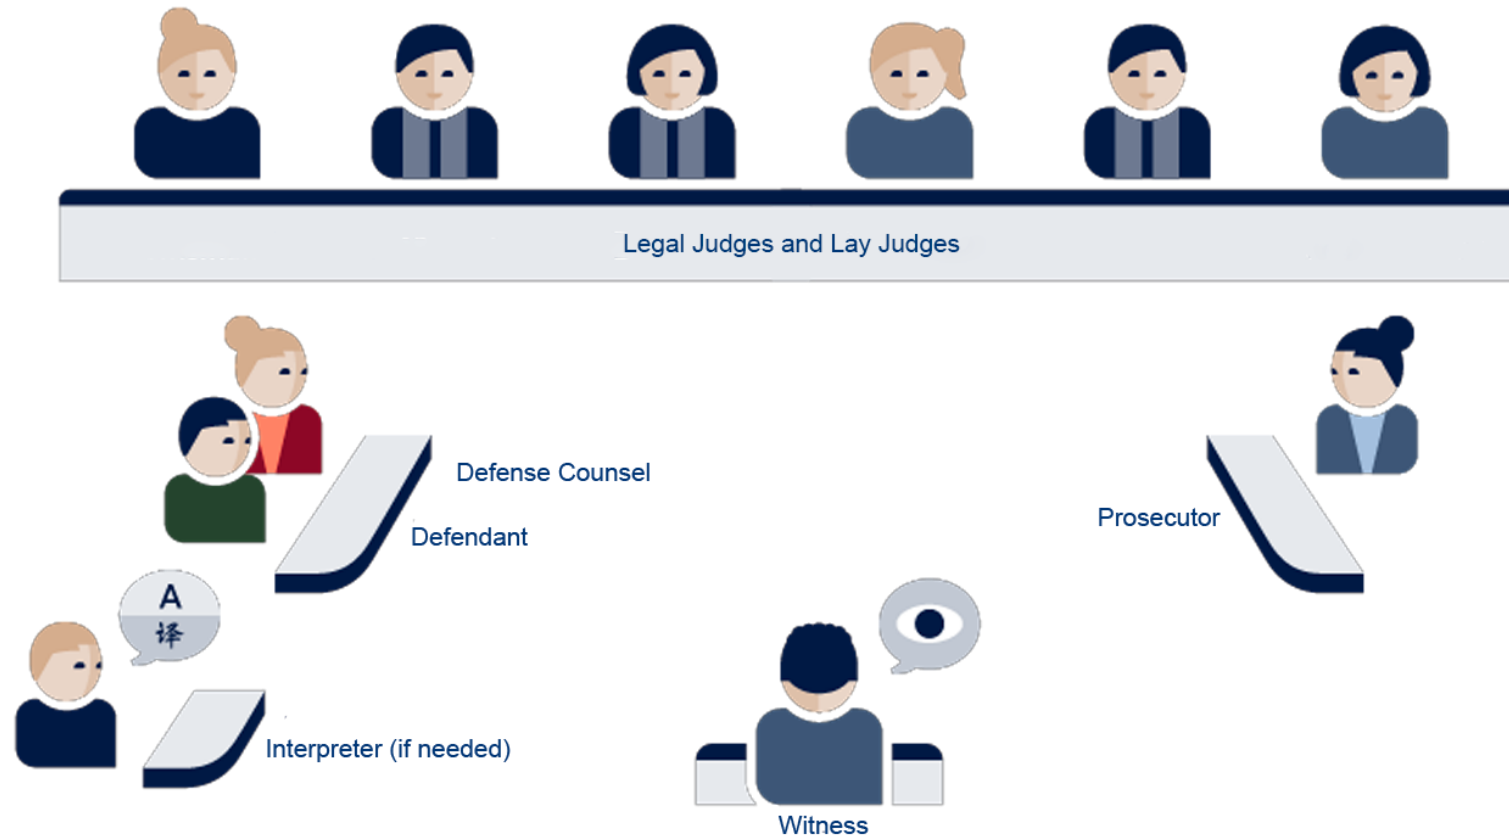 Legal Judges and Lay Judges
Defense Counsel
Defendant
Prosecutor
A
译
Interpreter (if needed)
Witness